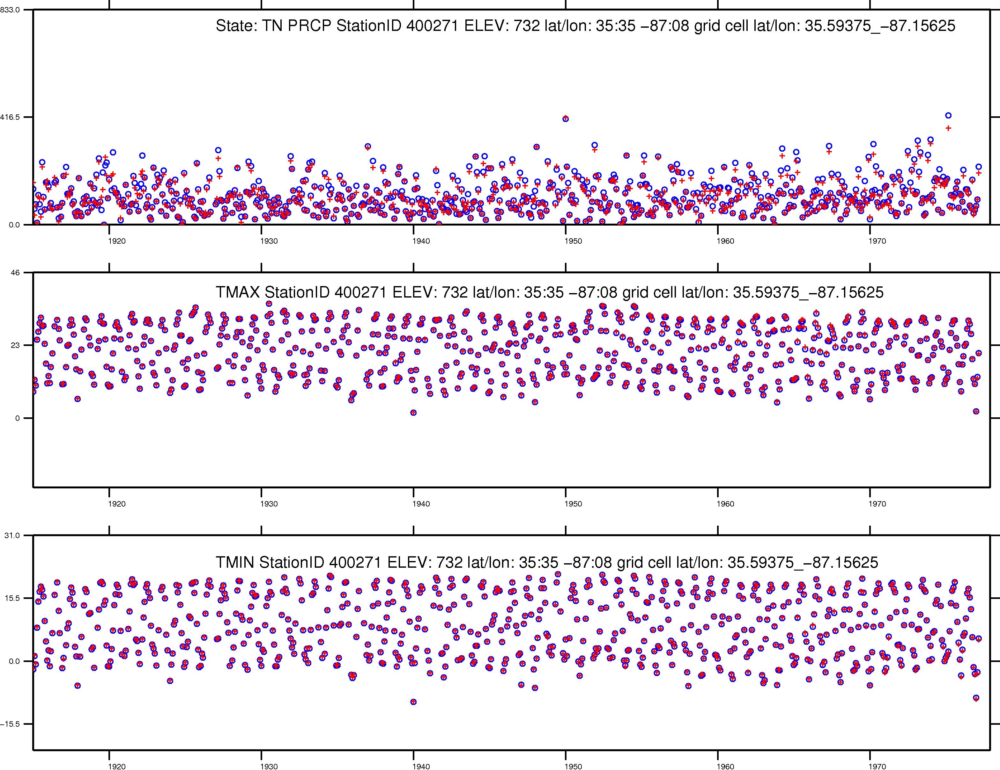 833.0
State: TN PRCP StationID 400271 ELEV: 732 lat/lon: 35:35 −87:08 grid cell lat/lon: 35.59375_−87.15625
416.5
0.0
1920 1930 1940 1950 1960 1970
46
TMAX StationID 400271 ELEV: 732 lat/lon: 35:35 −87:08 grid cell lat/lon: 35.59375_−87.15625
23
0
1920 1930 1940 1950 1960 1970
31.0
TMIN StationID 400271 ELEV: 732 lat/lon: 35:35 −87:08 grid cell lat/lon: 35.59375_−87.15625
15.5
0.0
−15.5
1920 1930 1940 1950 1960 1970